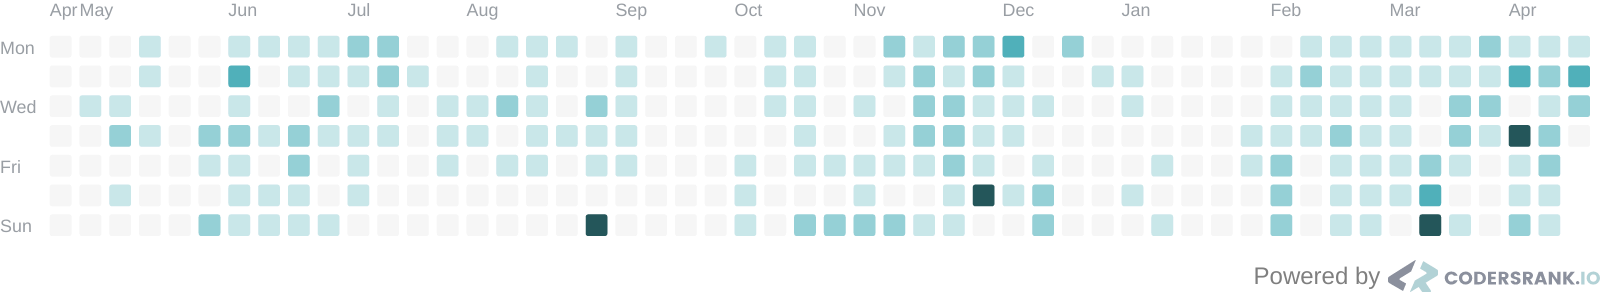 Apr May Jun Jul Aug Sep Oct Nov Dec Jan Feb Mar Apr
Mon
Wed
Fri
Sun
Powered by CODERSRANK.IO